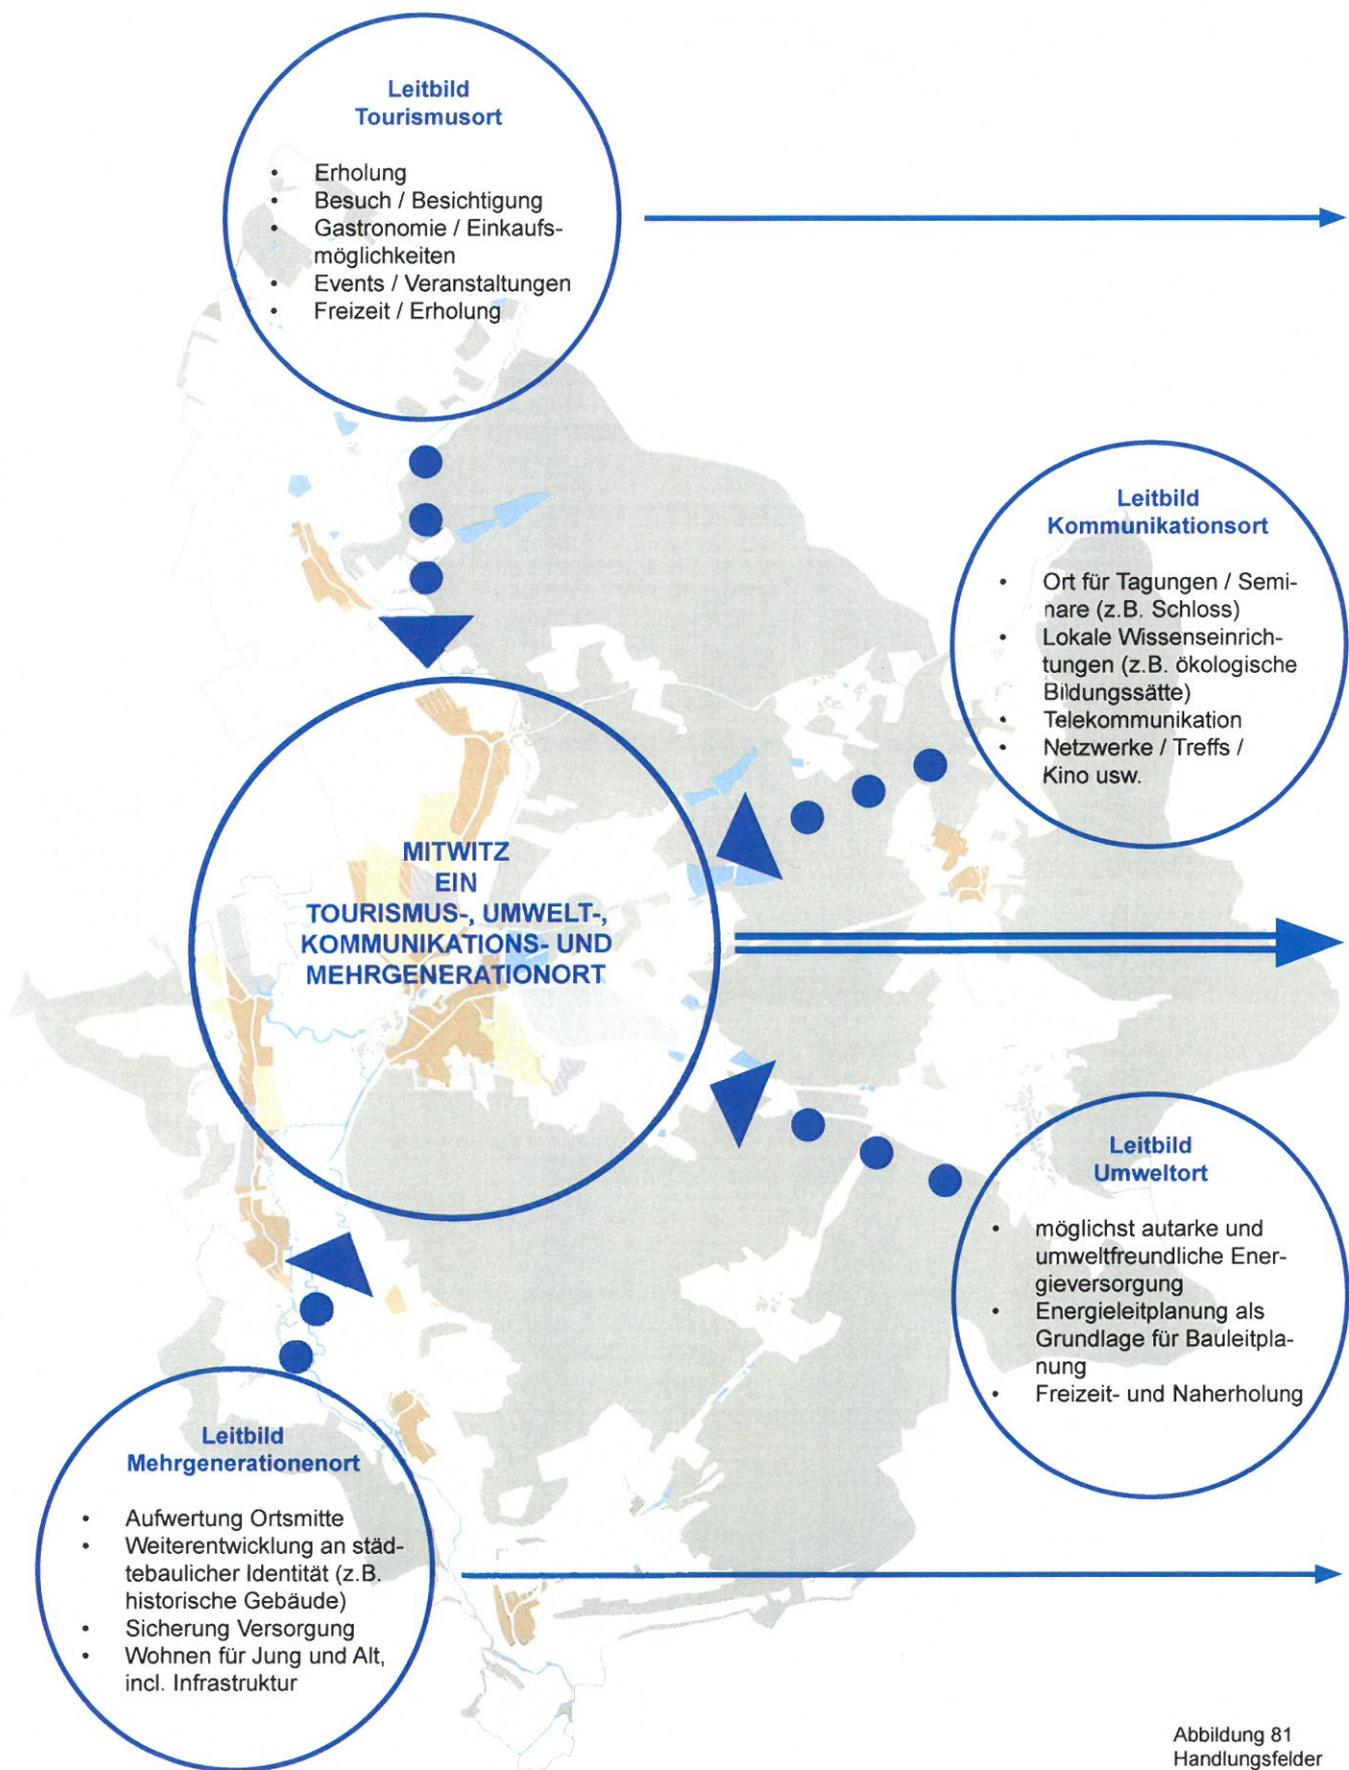 Leitbild
Tourismusort
• Erholung
• Besuch / Besichtigung
• Gastronomie / Einkaufs-
möglichkeiten
• Events / Veranstaltungen
• Freizeit / Erholung
Leitbild
Kommunikationsort
• Ort für Tagungen / Semi-
nare (z.B. Schloss)
• Lokale Wissenseinrich-
tungen (z.B. ökologische
Bildungssätte)
• Telekommunikation
• Netzwerke / Treffs /
Kino usw.
MITWITZ
EIN
TOURISMUS-, UMWELT-,
KOMMUNIKATIONS- UND
MEHRGENERATIONORT
Leitbild
Umweltort
• möglichst autarke und
umweltfreundliche Ener-
gieversorgung
• Energieleitplanung als
Grundlage für Bauleitpla-
nung
• Freizeit- und Naherholung
Leitbild
Mehrgenerationenort
• Aufwertung Ortsmitte
• Weiterentwicklung an städ-
tebaulicher Identität (z.B.
historische Gebäude)
• Sicherung Versorgung
• Wohnen für Jung und Alt,
incl. Infrastruktur
Abbildung 81
Handlungsfelder